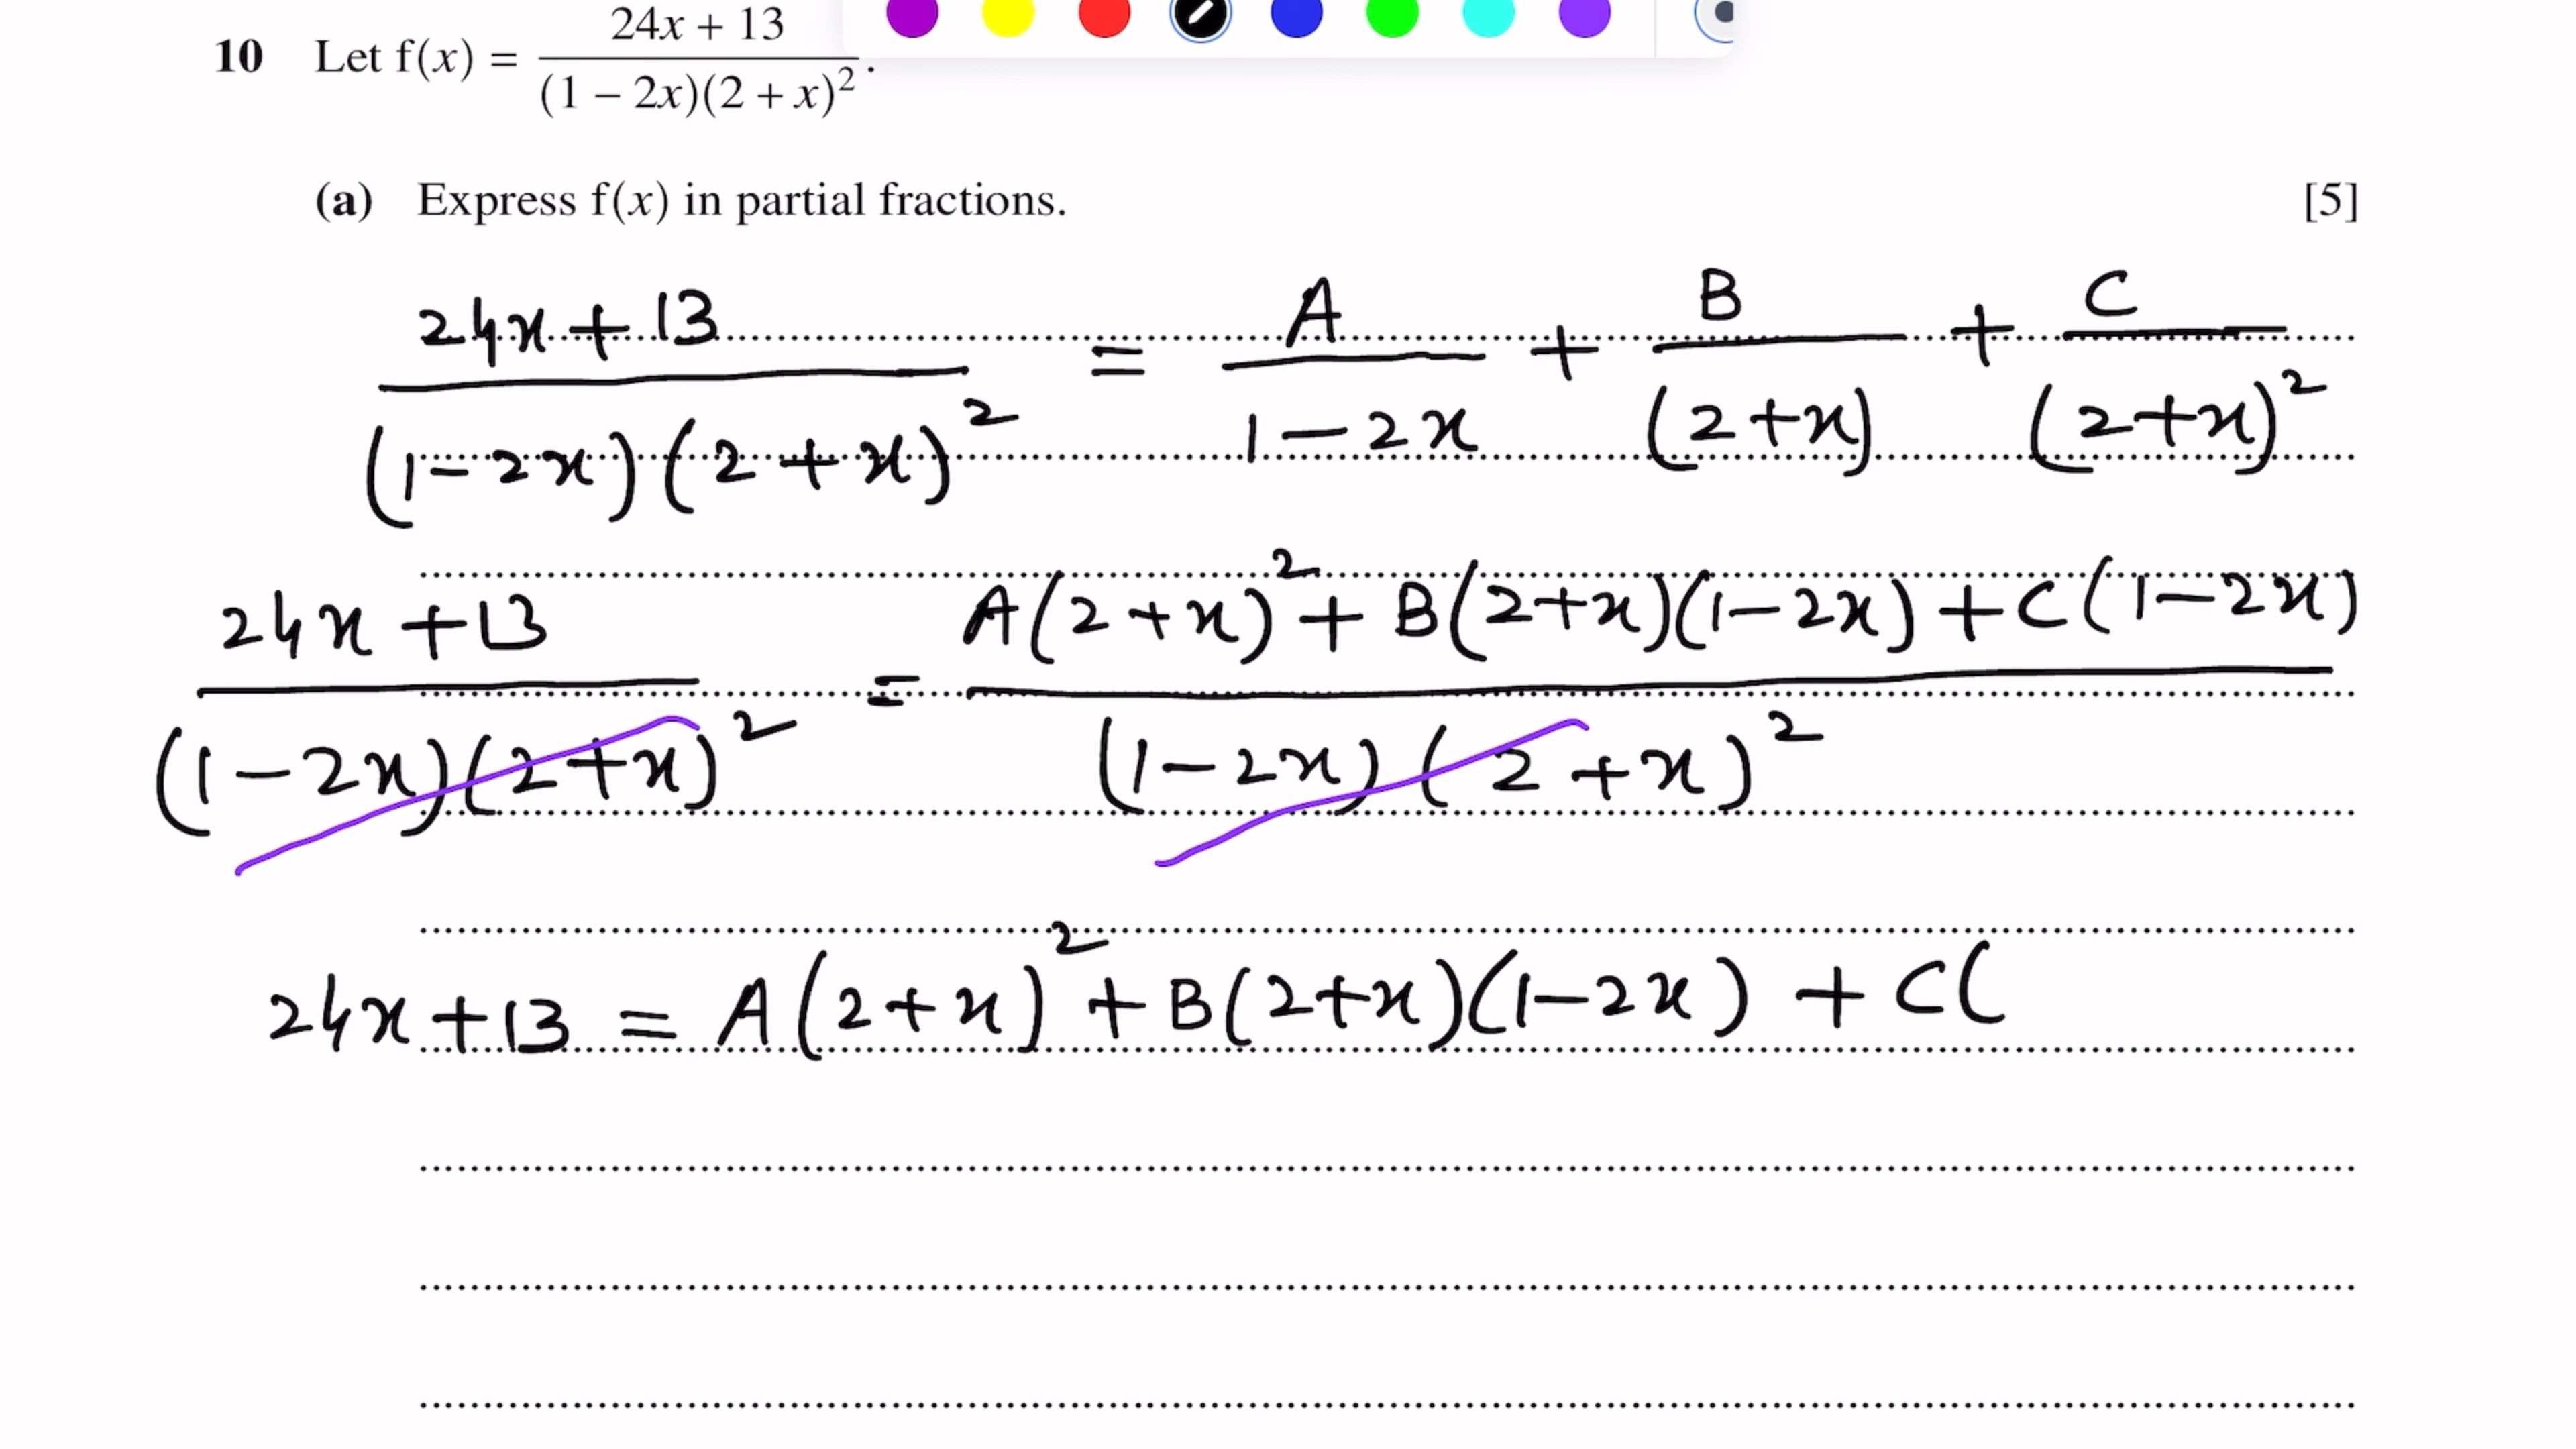 10 Let f(x) = (24x + 13)/((1 − 2x)(2 + x)²).
(a) Express f(x) in partial fractions. [5]
(24x + 13)/((1−2x)(2+x)²) = A/(1−2x) + B/(2+x) + C/(2+x)²
(24x+13)/((1−2x)(2+x)²) = (A(2+x)² + B(2+x)(1−2x) + C(1−2x))/((1−2x)(2+x)²)
24x+13 = A(2+x)² + B(2+x)(1−2x) + C(